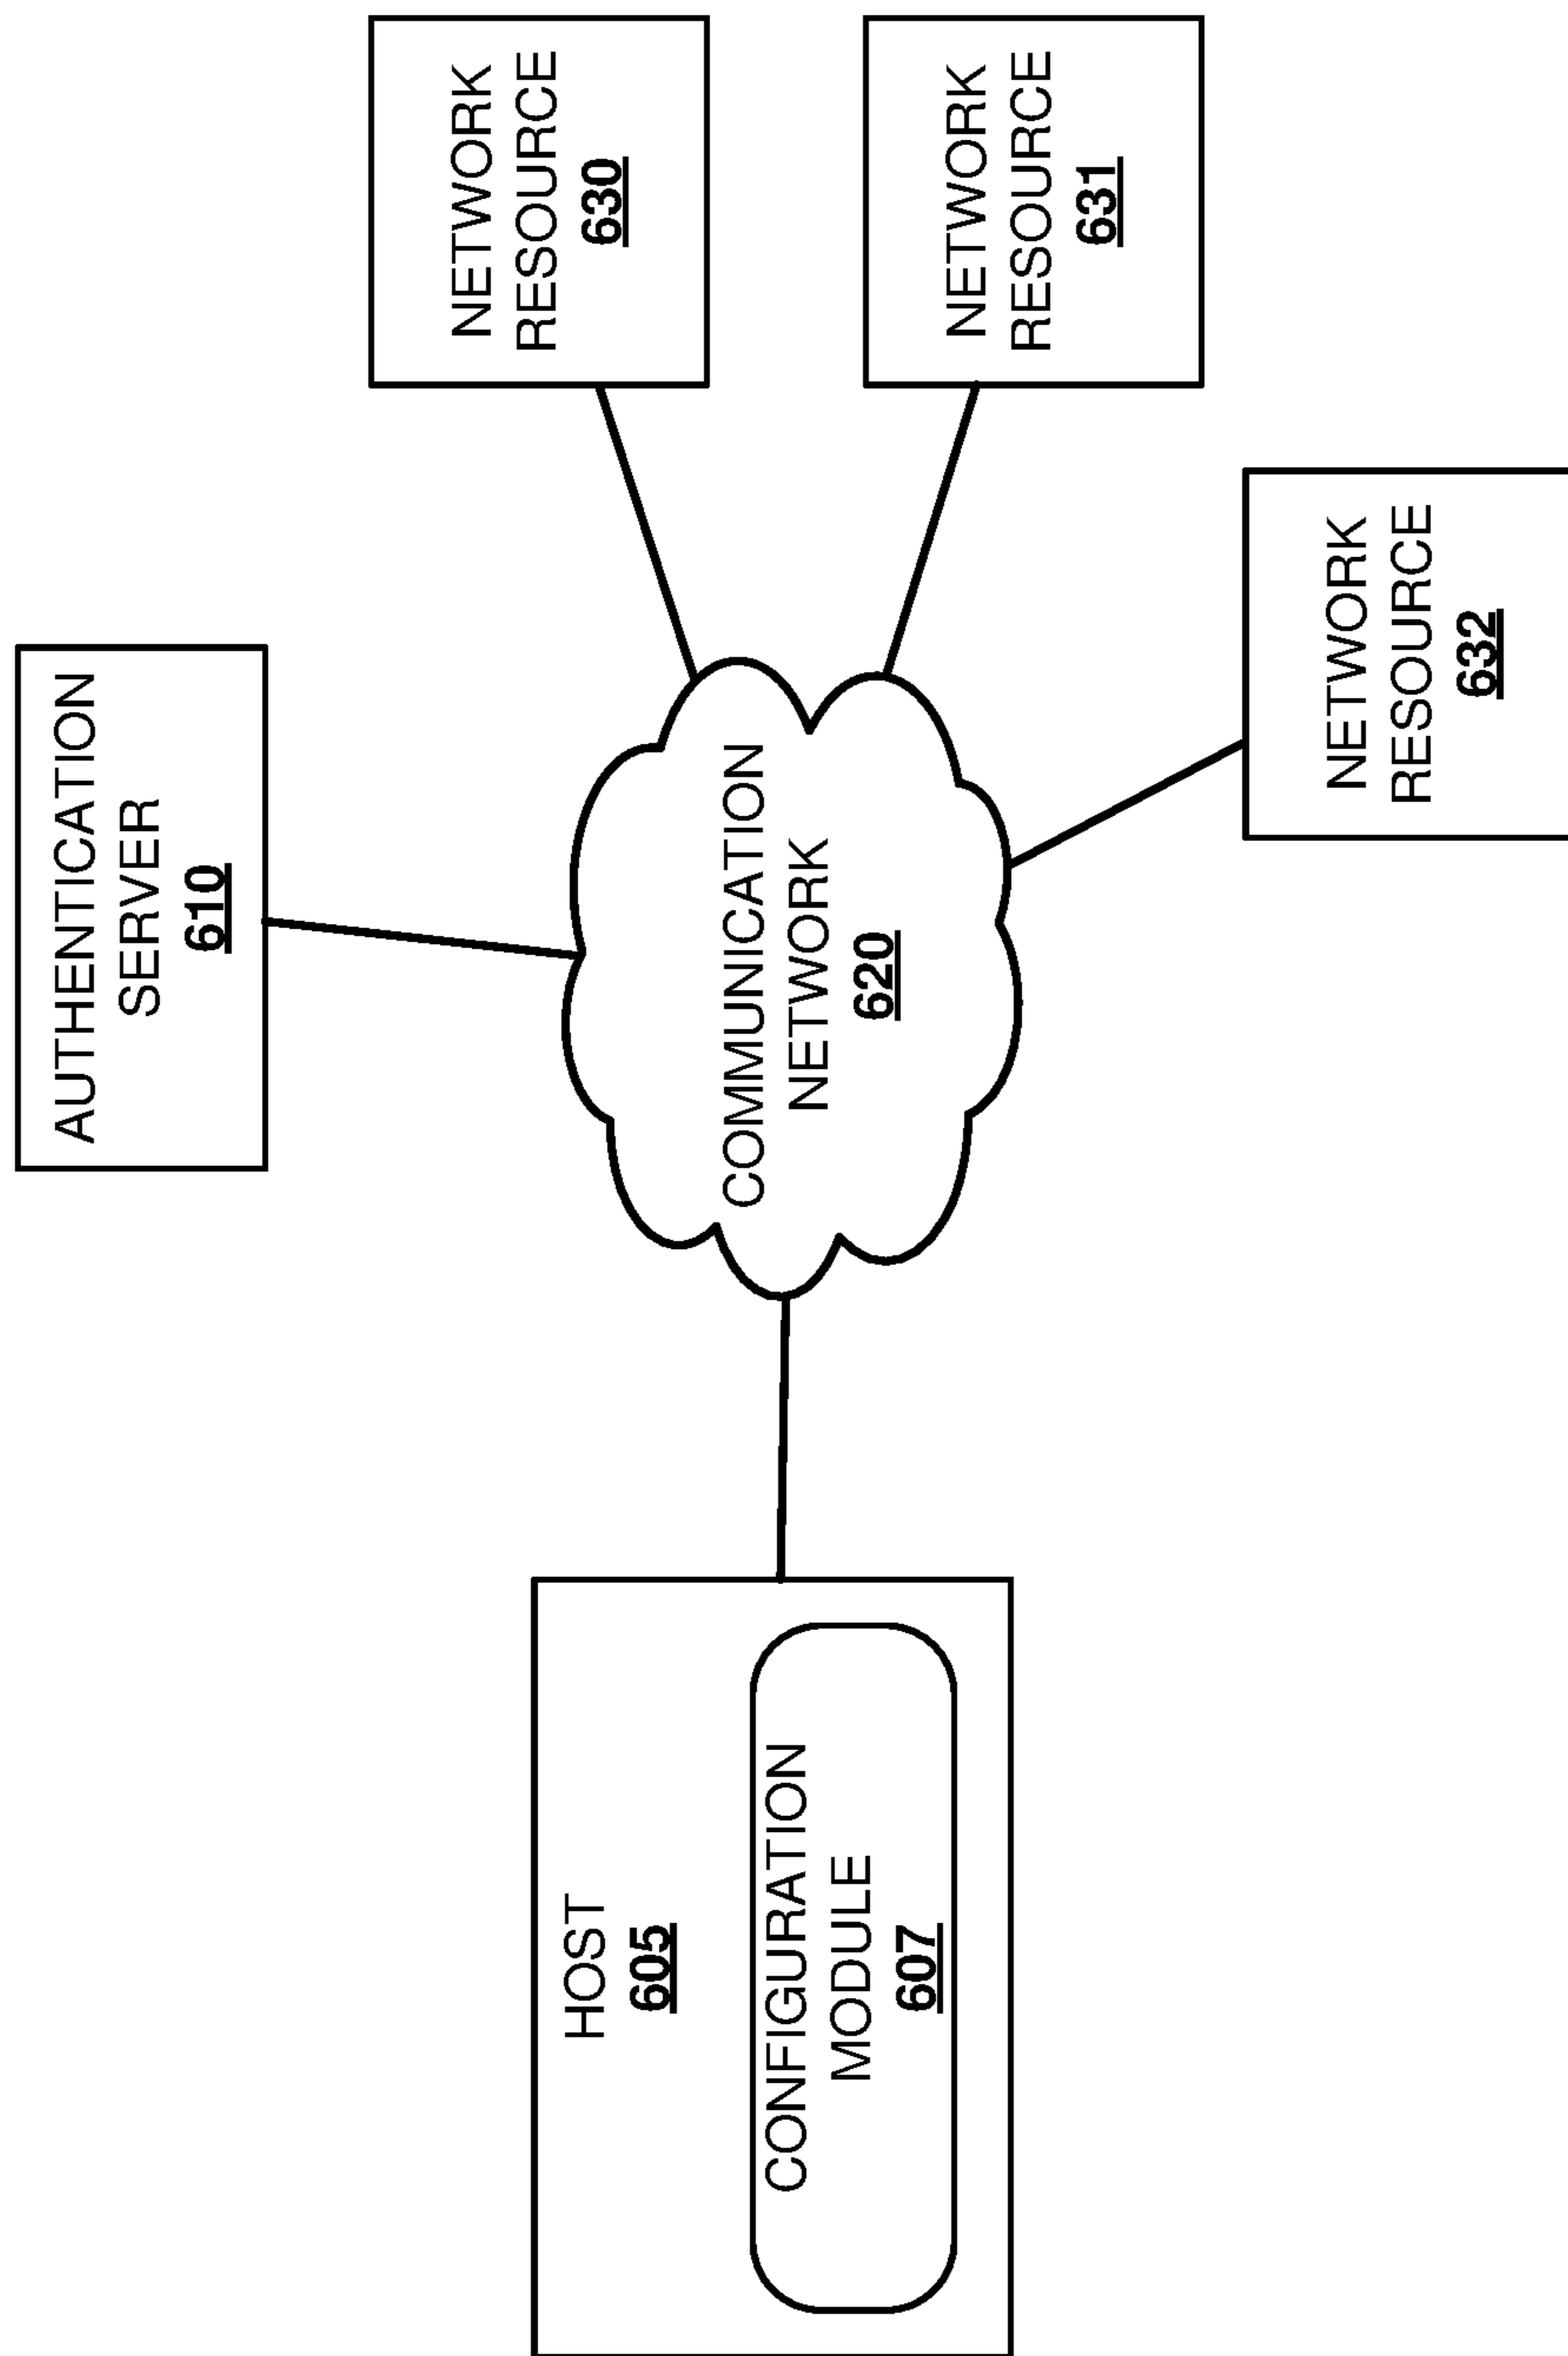 AUTHENTICATION
SERVER
610
HOST
605
CONFIGURATION
MODULE
607
COMMUNICATION
NETWORK
620
NETWORK
RESOURCE
630
NETWORK
RESOURCE
631
NETWORK
RESOURCE
632